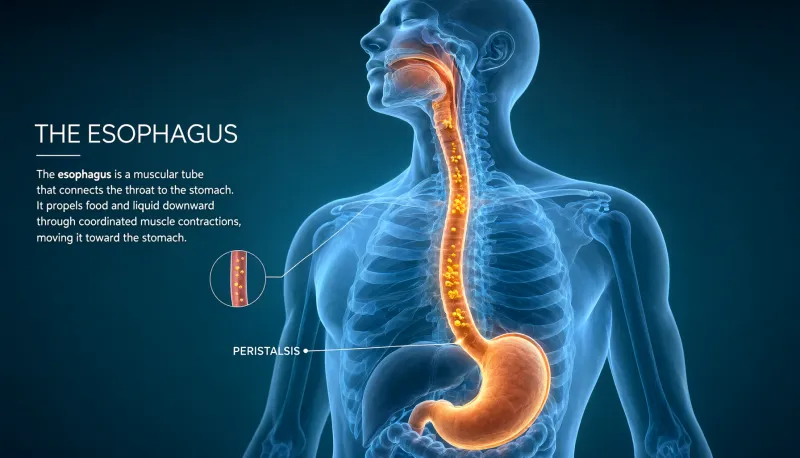 THE ESOPHAGUS
The esophagus is a muscular tube
that connects the throat to the stomach.
It propels food and liquid downward
through coordinated muscle contractions,
moving it toward the stomach.
PERISTALSIS